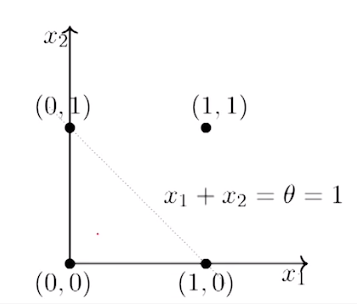 x₂
(0, 1) (1, 1)
x₁ + x₂ = θ = 1
(0, 0) (1, 0) x₁